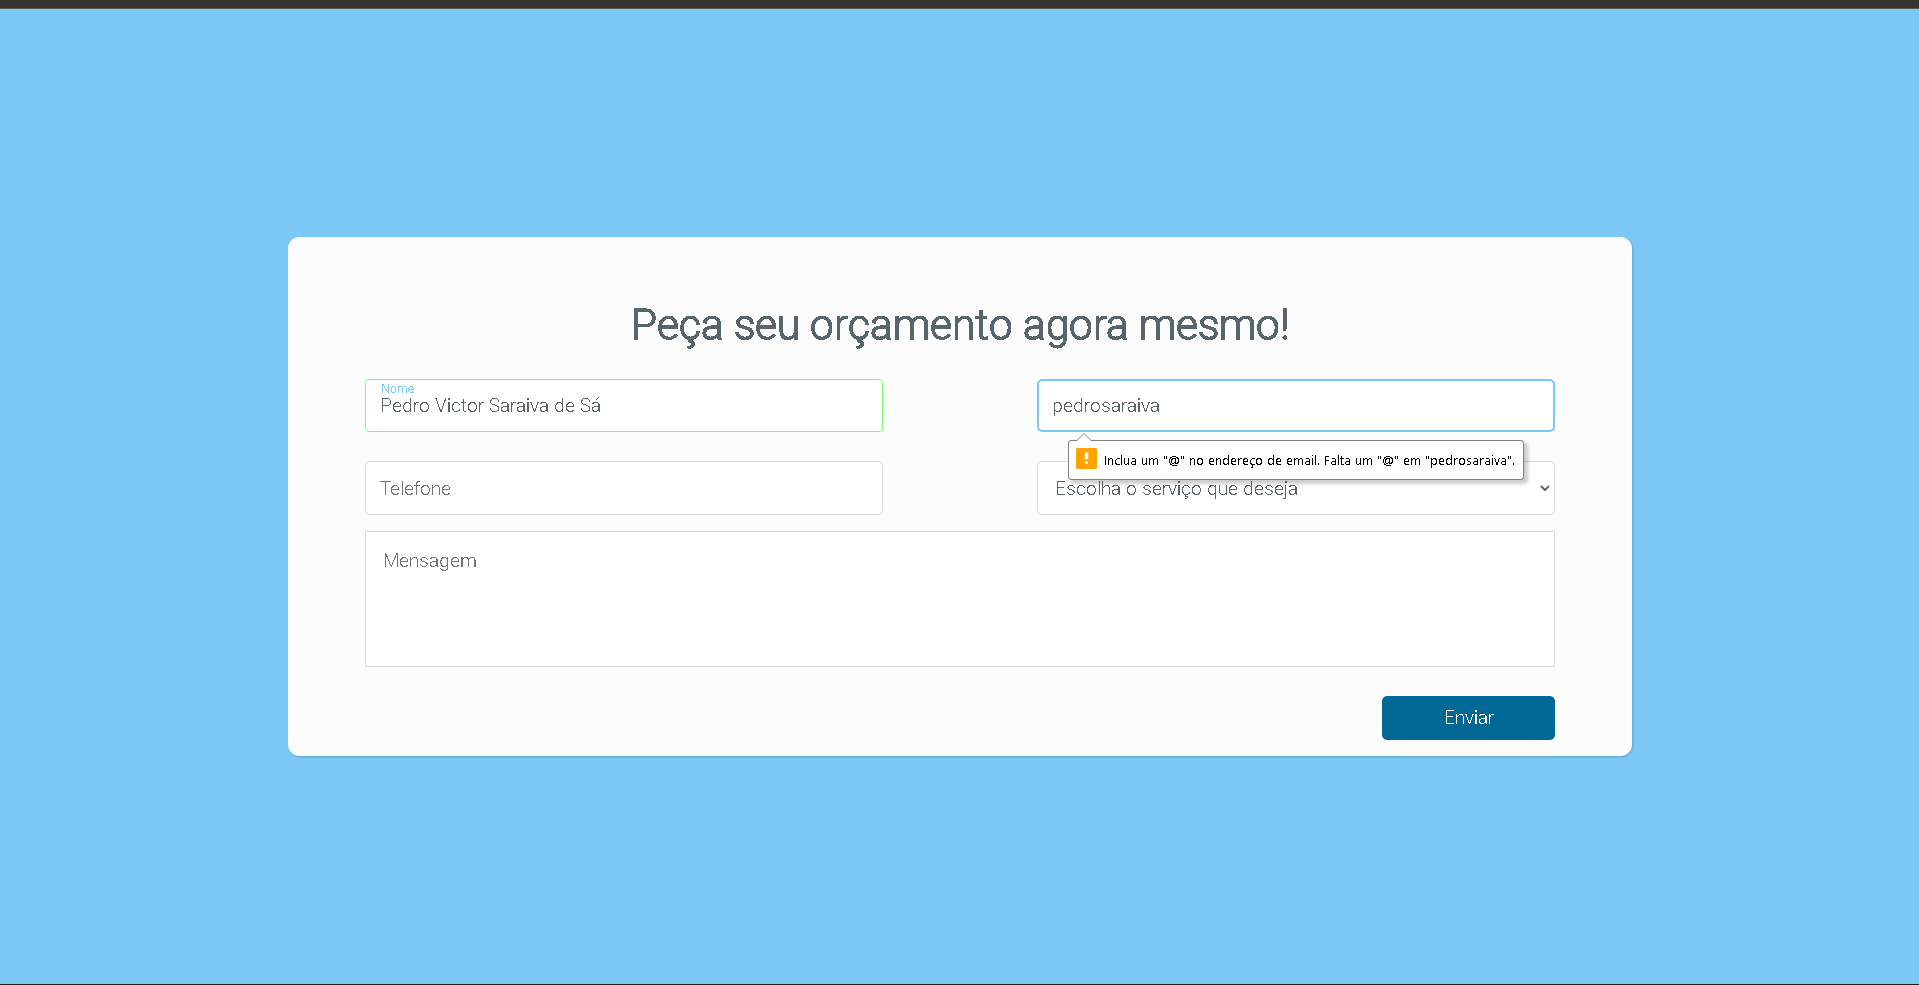 Peça seu orçamento agora mesmo!
Nome
Pedro Victor Saraiva de Sá
pedrosaraiva
Inclua um "@" no endereço de email. Falta um "@" em "pedrosaraiva".
Telefone
Escolha o serviço que deseja
Mensagem
Enviar